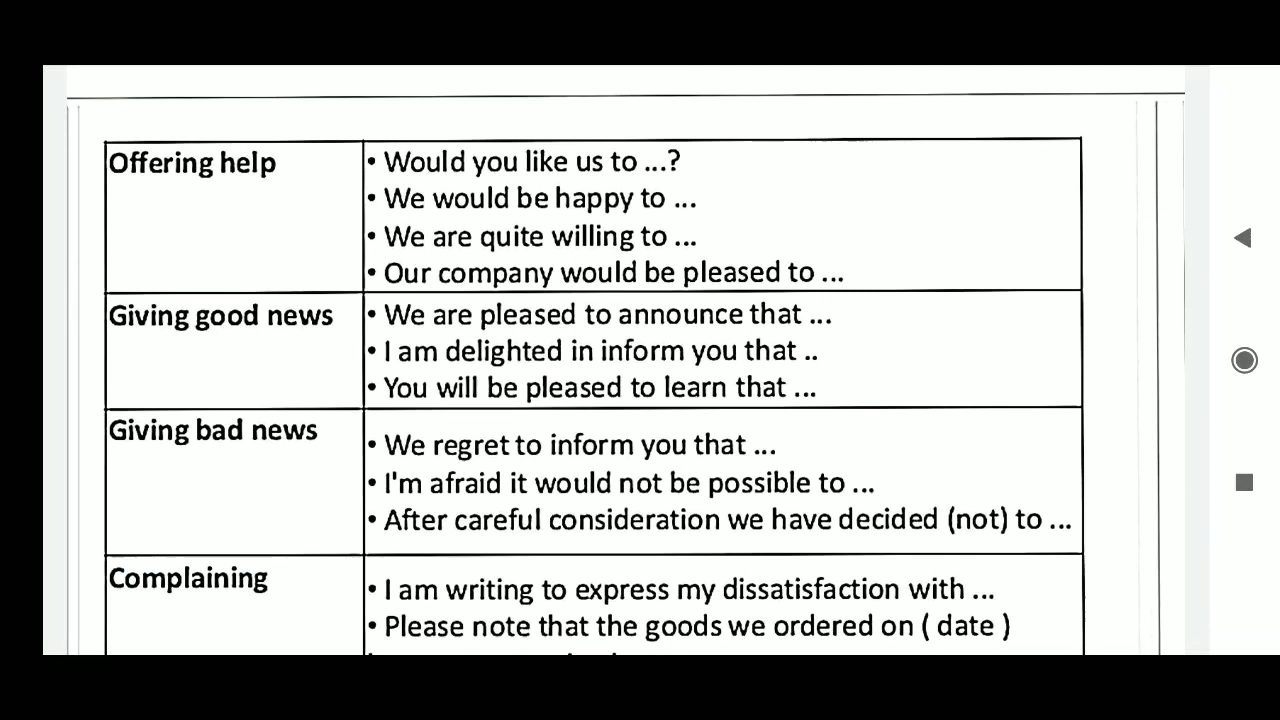 Offering help
• Would you like us to ...?
• We would be happy to ...
• We are quite willing to ...
• Our company would be pleased to ...
Giving good news
• We are pleased to announce that ...
• I am delighted in inform you that ..
• You will be pleased to learn that ...
Giving bad news
• We regret to inform you that ...
• I'm afraid it would not be possible to ...
• After careful consideration we have decided (not) to ...
Complaining
• I am writing to express my dissatisfaction with ...
• Please note that the goods we ordered on ( date )